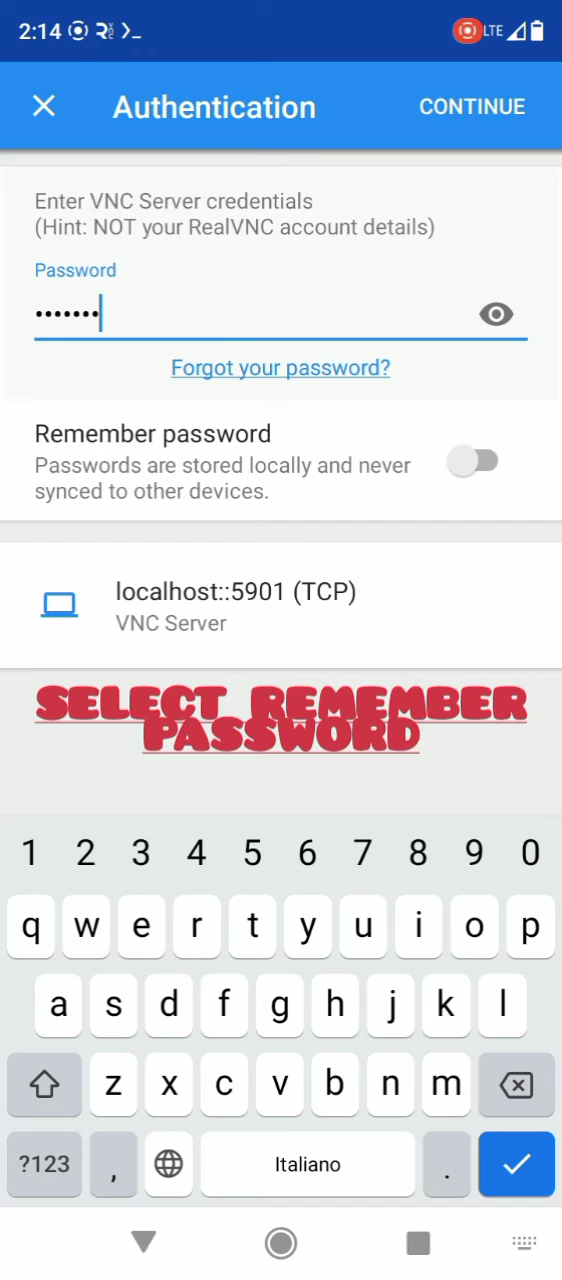 2:14 >_ LTE
Authentication CONTINUE
Enter VNC Server credentials
(Hint: NOT your RealVNC account details)
Password
•••••••
Forgot your password?
Remember password
Passwords are stored locally and never
synced to other devices.
localhost::5901 (TCP)
VNC Server
SELECT REMEMBER
PASSWORD
1 2 3 4 5 6 7 8 9 0
q w e r t y u i o p
a s d f g h j k l
z x c v b n m
?123 , Italiano .